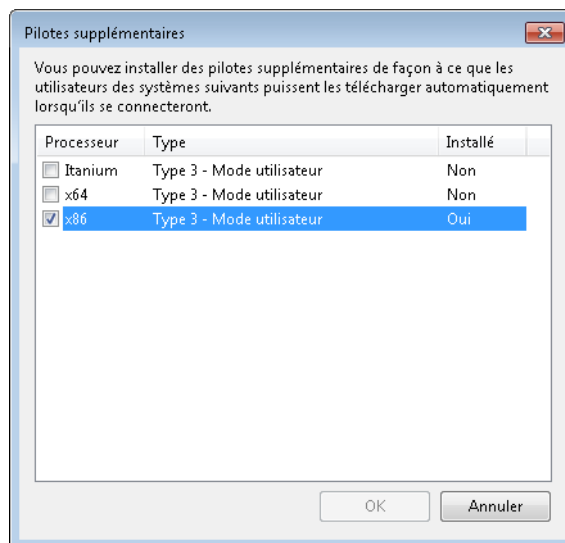 Pilotes supplémentaires
Vous pouvez installer des pilotes supplémentaires de façon à ce que les
utilisateurs des systèmes suivants puissent les télécharger automatiquement
lorsqu'ils se connecteront.
Processeur Type Installé
Itanium Type 3 - Mode utilisateur Non
x64 Type 3 - Mode utilisateur Non
x86 Type 3 - Mode utilisateur Oui
OK Annuler